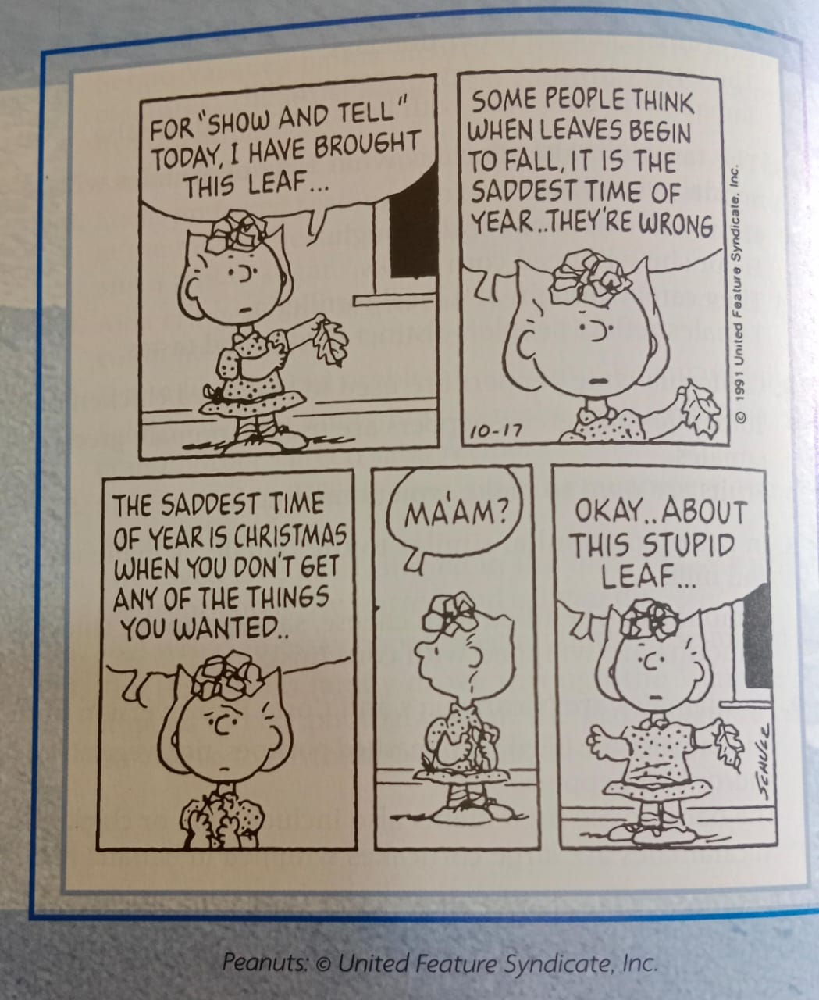 FOR "SHOW AND TELL"
TODAY, I HAVE BROUGHT
THIS LEAF...
SOME PEOPLE THINK
WHEN LEAVES BEGIN
TO FALL, IT IS THE
SADDEST TIME OF
YEAR..THEY'RE WRONG
10-17
© 1991 United Feature Syndicate, Inc.
THE SADDEST TIME
OF YEAR IS CHRISTMAS
WHEN YOU DON'T GET
ANY OF THE THINGS
YOU WANTED..
MA'AM?
OKAY..ABOUT
THIS STUPID
LEAF...
SCHULZ
Peanuts: © United Feature Syndicate, Inc.